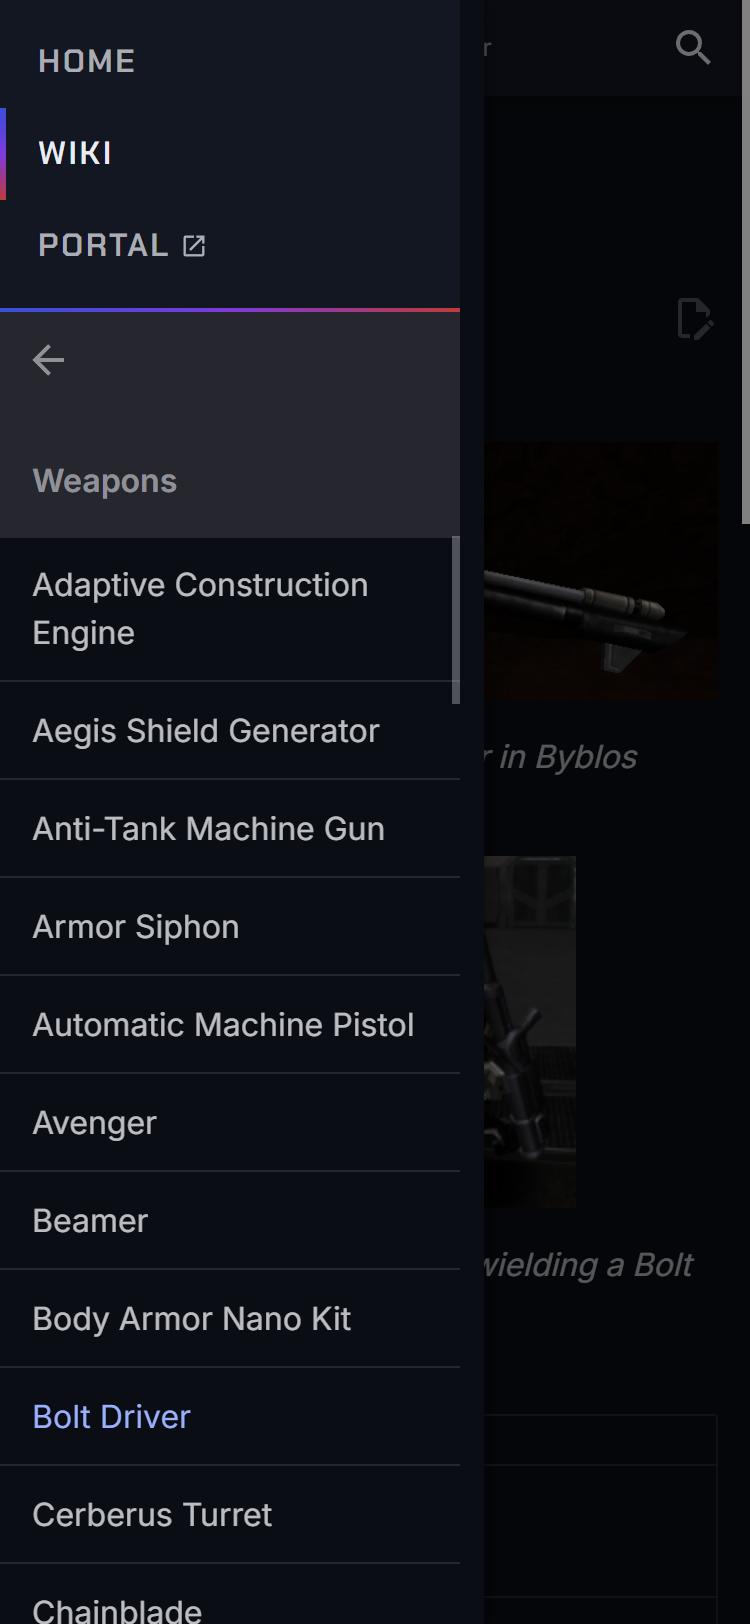 HOME
WIKI
PORTAL
Weapons
Adaptive Construction
Engine
Aegis Shield Generator
Anti-Tank Machine Gun
Armor Siphon
Automatic Machine Pistol
Avenger
Beamer
Body Armor Nano Kit
Bolt Driver
Cerberus Turret
Chainblade
r
r in Byblos
wielding a Bolt